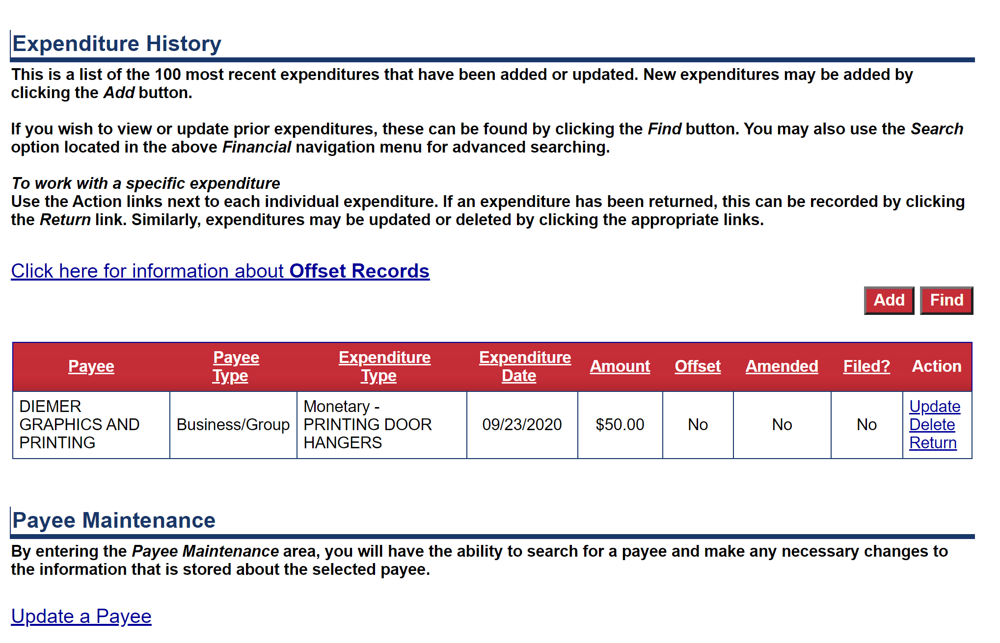 Expenditure History
This is a list of the 100 most recent expenditures that have been added or updated. New expenditures may be added by
clicking the Add button.
If you wish to view or update prior expenditures, these can be found by clicking the Find button. You may also use the Search
option located in the above Financial navigation menu for advanced searching.
To work with a specific expenditure
Use the Action links next to each individual expenditure. If an expenditure has been returned, this can be recorded by clicking
the Return link. Similarly, expenditures may be updated or deleted by clicking the appropriate links.
Click here for information about Offset Records
Add Find
Payee
Payee
Type
Expenditure
Type
Expenditure
Date
Amount
Offset
Amended
Filed?
Action
DIEMER
GRAPHICS AND
PRINTING
Business/Group
Monetary -
PRINTING DOOR
HANGERS
09/23/2020
$50.00
No
No
No
Update
Delete
Return
Payee Maintenance
By entering the Payee Maintenance area, you will have the ability to search for a payee and make any necessary changes to
the information that is stored about the selected payee.
Update a Payee